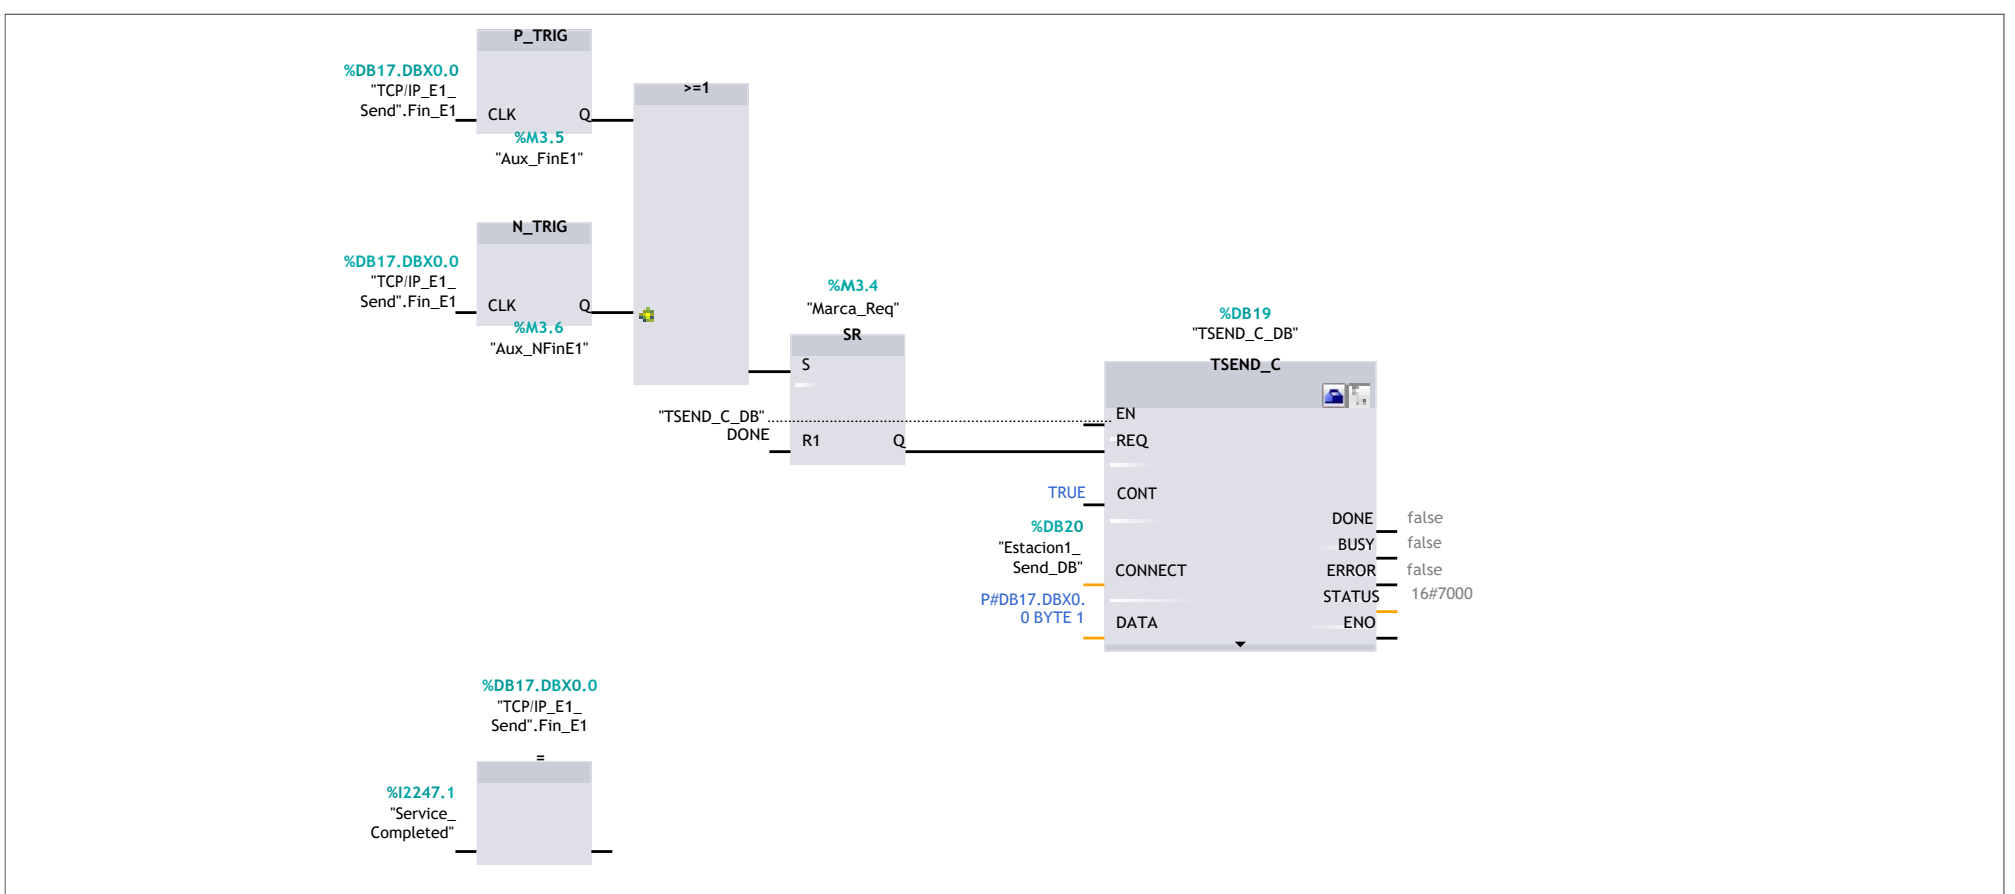 P_TRIG
%DB17.DBX0.0
"TCP/IP_E1_
Send".Fin_E1
CLK
Q
%M3.5
"Aux_FinE1"
>=1
N_TRIG
%DB17.DBX0.0
"TCP/IP_E1_
Send".Fin_E1
CLK
Q
%M3.6
"Aux_NFinE1"
%M3.4
"Marca_Req"
SR
S
"TSEND_C_DB"
DONE
R1
Q
%DB19
"TSEND_C_DB"
TSEND_C
EN
REQ
TRUE
CONT
%DB20
"Estacion1_
Send_DB"
CONNECT
P#DB17.DBX0.
0 BYTE 1
DATA
DONE
false
BUSY
false
ERROR
false
STATUS
16#7000
ENO
%DB17.DBX0.0
"TCP/IP_E1_
Send".Fin_E1
=
%I2247.1
"Service_
Completed"